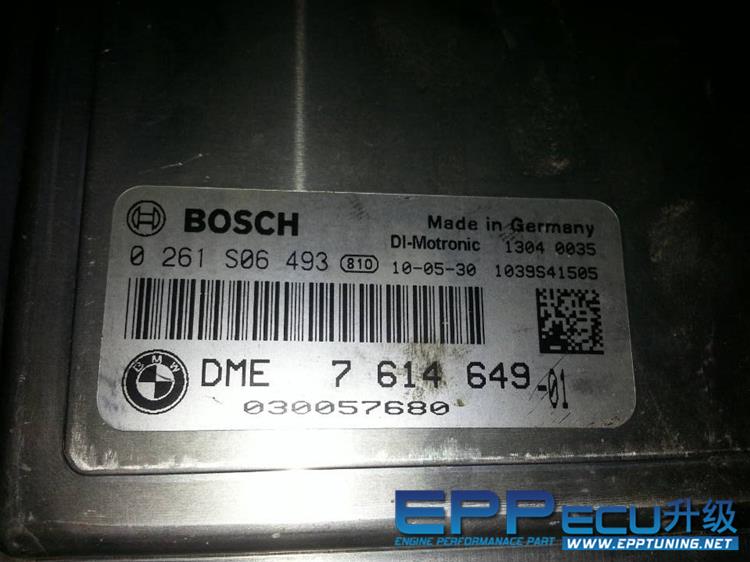 BOSCH
Made in Germany
DI-Motronic 1304 0035
0 261 S06 493 810 10-05-30 1039S41505
BMW
DME 7 614 649-01
030057680
EPPECU升级
ENGINE PERFORMANACE PART
WWW.EPPTUNING.NET